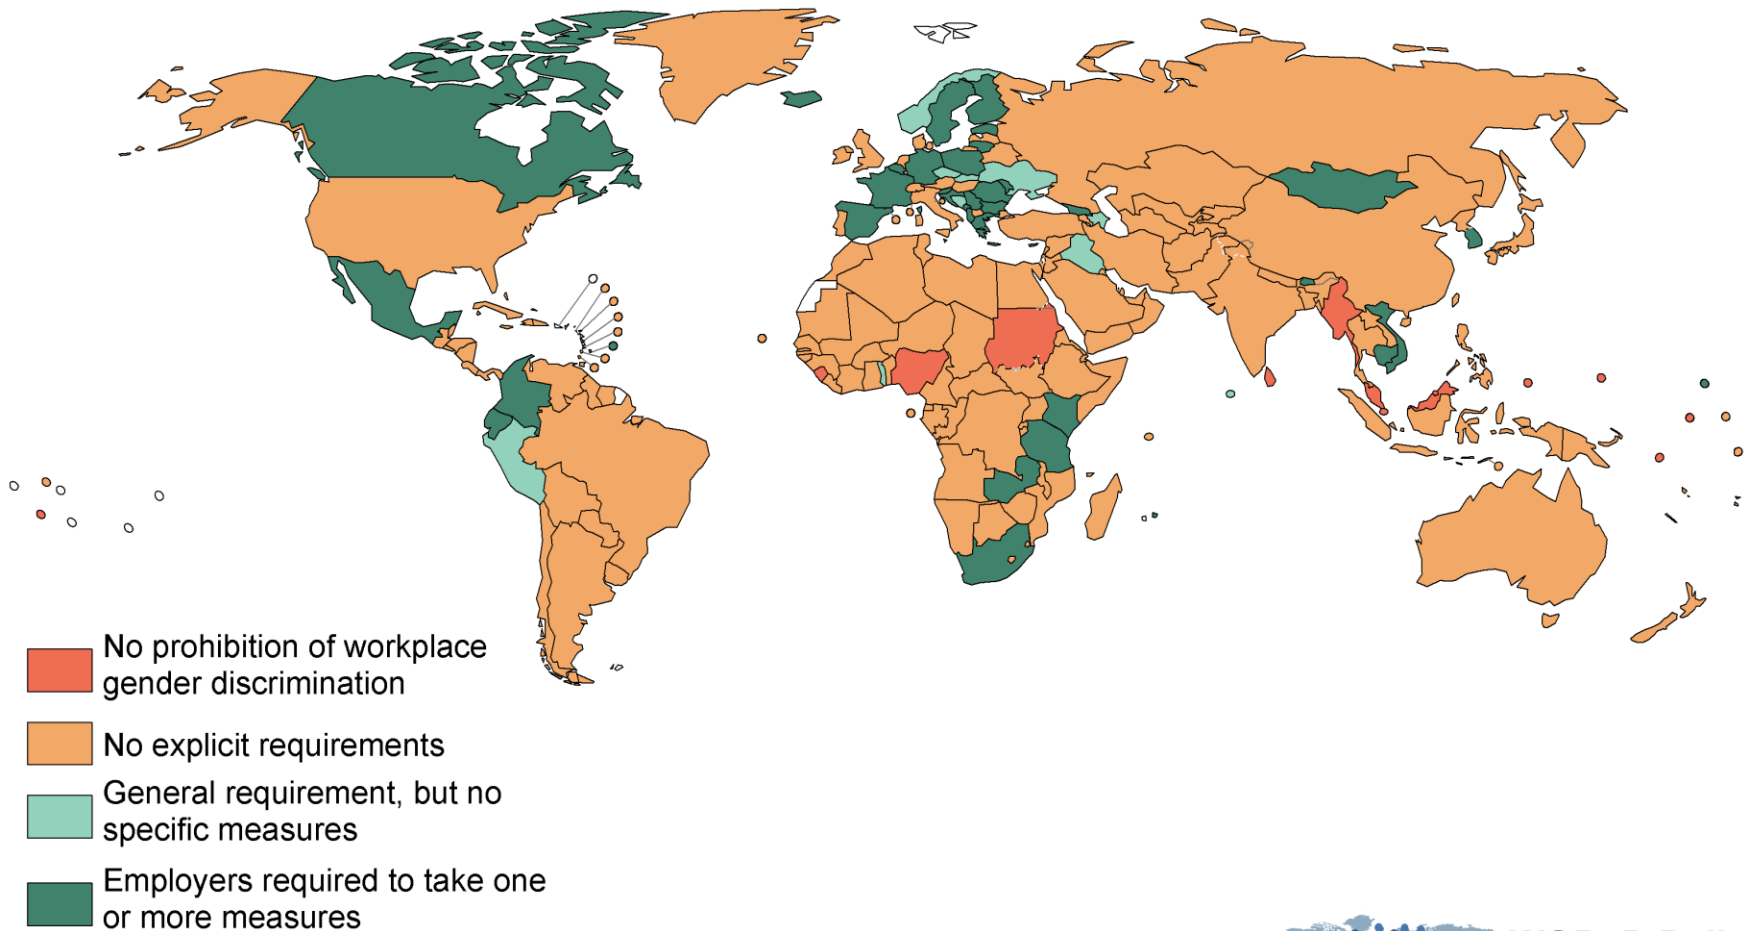 No prohibition of workplace
gender discrimination
No explicit requirements
General requirement, but no
specific measures
Employers required to take one
or more measures